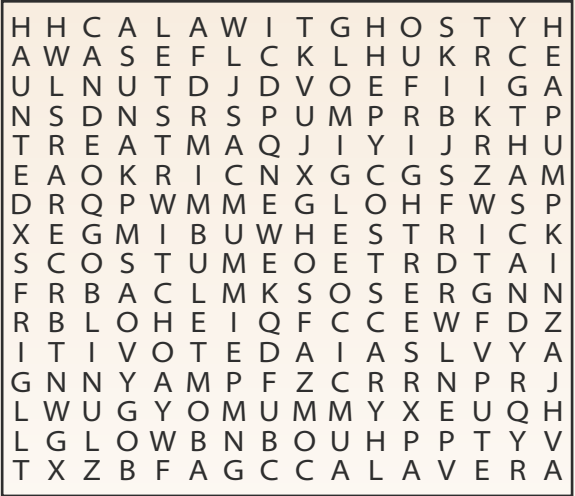 H H C A L A W I T G H O S T Y H
A W A S E F L C K L H U K R C E
U L N U T D J D V O E F I I G A
N S D N S R S P U M P R B K T P
T R E A T M A Q J I Y I J R H U
E A O K R I C N X G C G S Z A M
D R Q P W M M E G L O H F W S P
X E G M I B U W H E S T R I C K
S C O S T U M E O E T R D T A I
F R B A C L M K S O S E R G N N
R B L O H E I Q F C C E W F D Z
I T I V O T E D A I A S L V Y A
G N N Y A M P F Z C R R N P R J
L W U G Y O M U M M Y X E U Q H
L G L O W B N B O U H P P T Y V
T X Z B F A G C C A L A V E R A